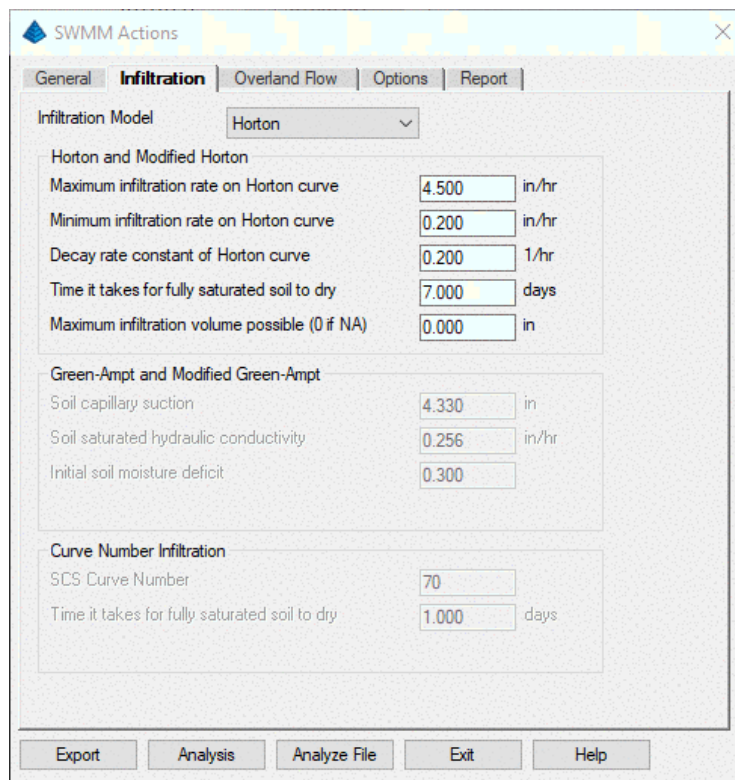 SWMM Actions
General Infiltration Overland Flow Options Report
Infiltration Model Horton
Horton and Modified Horton
Maximum infiltration rate on Horton curve 4.500 in/hr
Minimum infiltration rate on Horton curve 0.200 in/hr
Decay rate constant of Horton curve 0.200 1/hr
Time it takes for fully saturated soil to dry 7.000 days
Maximum infiltration volume possible (0 if NA) 0.000 in
Green-Ampt and Modified Green-Ampt
Soil capillary suction 4.330 in
Soil saturated hydraulic conductivity 0.256 in/hr
Initial soil moisture deficit 0.300
Curve Number Infiltration
SCS Curve Number 70
Time it takes for fully saturated soil to dry 1.000 days
Export Analysis Analyze File Exit Help